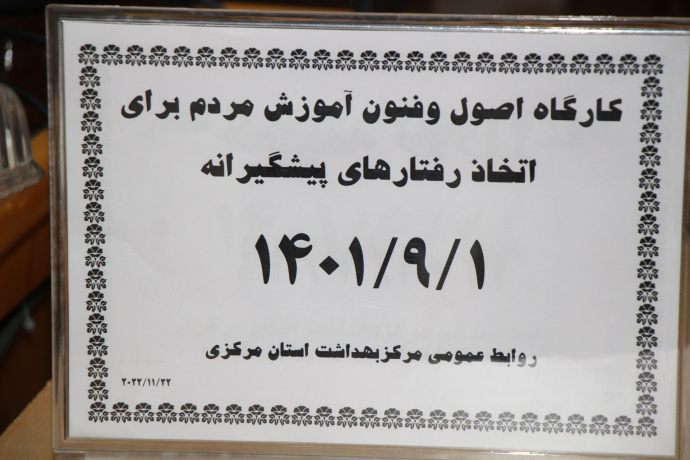 کارگاه اصول وفنون آموزش مردم برای
اتخاذ رفتارهای پیشگیرانه
۱۴۰۱/۹/۱
روابط عمومی مرکزبهداشت استان مرکزی
۲۰۲۲/۱۱/۲۲